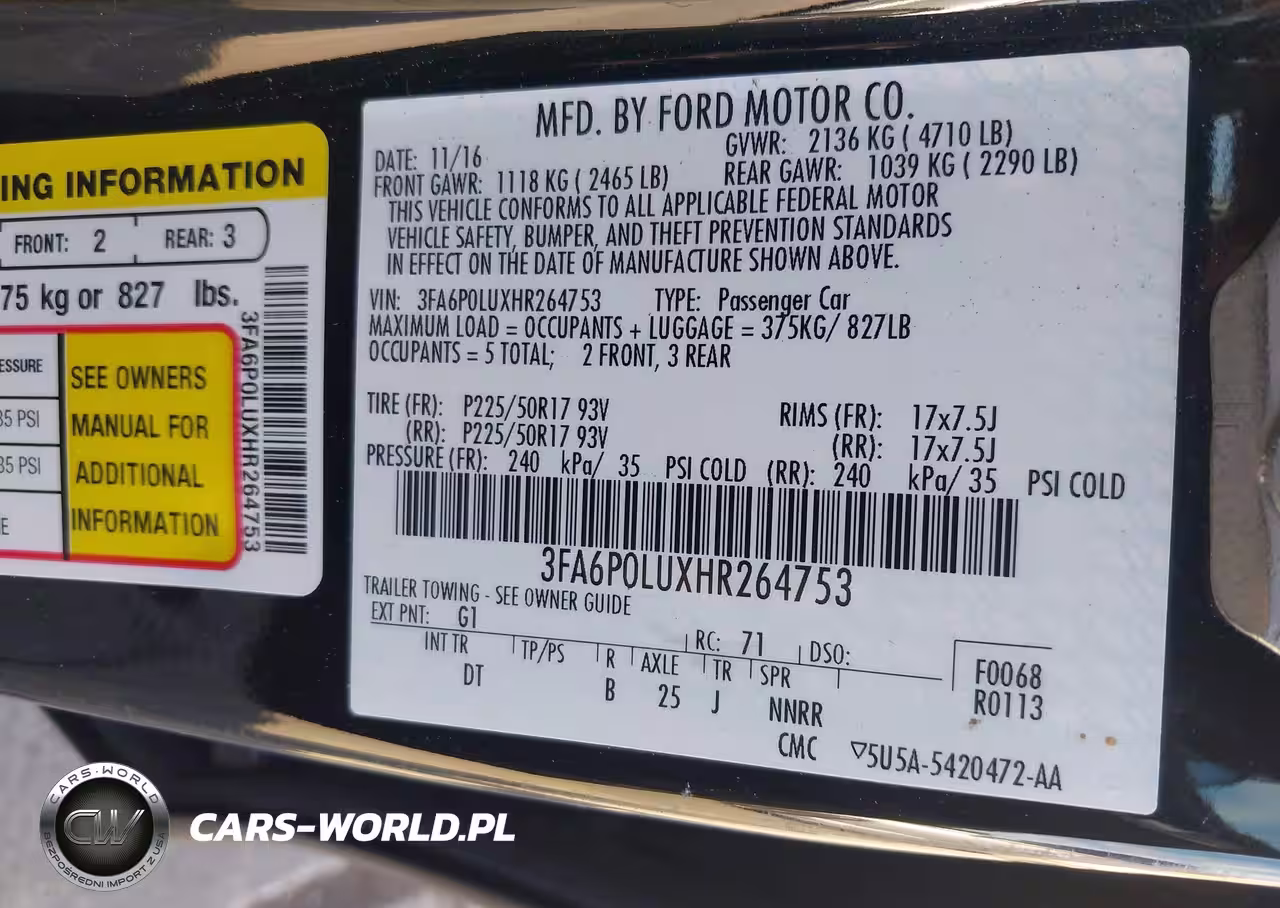 ING INFORMATION
FRONT: 2 REAR: 3
75 kg or 827 lbs.
ESSURE
35 PSI
35 PSI
E
SEE OWNERS
MANUAL FOR
ADDITIONAL
INFORMATION
3FA6P0LUXHR264753
MFD. BY FORD MOTOR CO.
DATE: 11/16 GVWR: 2136 KG ( 4710 LB)
FRONT GAWR: 1118 KG ( 2465 LB) REAR GAWR: 1039 KG ( 2290 LB)
THIS VEHICLE CONFORMS TO ALL APPLICABLE FEDERAL MOTOR
VEHICLE SAFETY, BUMPER, AND THEFT PREVENTION STANDARDS
IN EFFECT ON THE DATE OF MANUFACTURE SHOWN ABOVE.
VIN: 3FA6P0LUXHR264753 TYPE: Passenger Car
MAXIMUM LOAD = OCCUPANTS + LUGGAGE = 375KG/ 827LB
OCCUPANTS = 5 TOTAL; 2 FRONT, 3 REAR
TIRE (FR): P225/50R17 93V RIMS (FR): 17x7.5J
(RR): P225/50R17 93V (RR): 17x7.5J
PRESSURE (FR): 240 kPa/ 35 PSI COLD (RR): 240 kPa/ 35 PSI COLD
3FA6P0LUXHR264753
TRAILER TOWING - SEE OWNER GUIDE
EXT PNT: G1 RC: 71 DSO:
INT TR TP/PS R AXLE TR SPR
DT B 25 J NNRR
CMC
F0068
R0113
▽5U5A-5420472-AA
CARS-WORLD
CW
BEZPOŚREDNI IMPORT Z USA
CARS-WORLD.PL